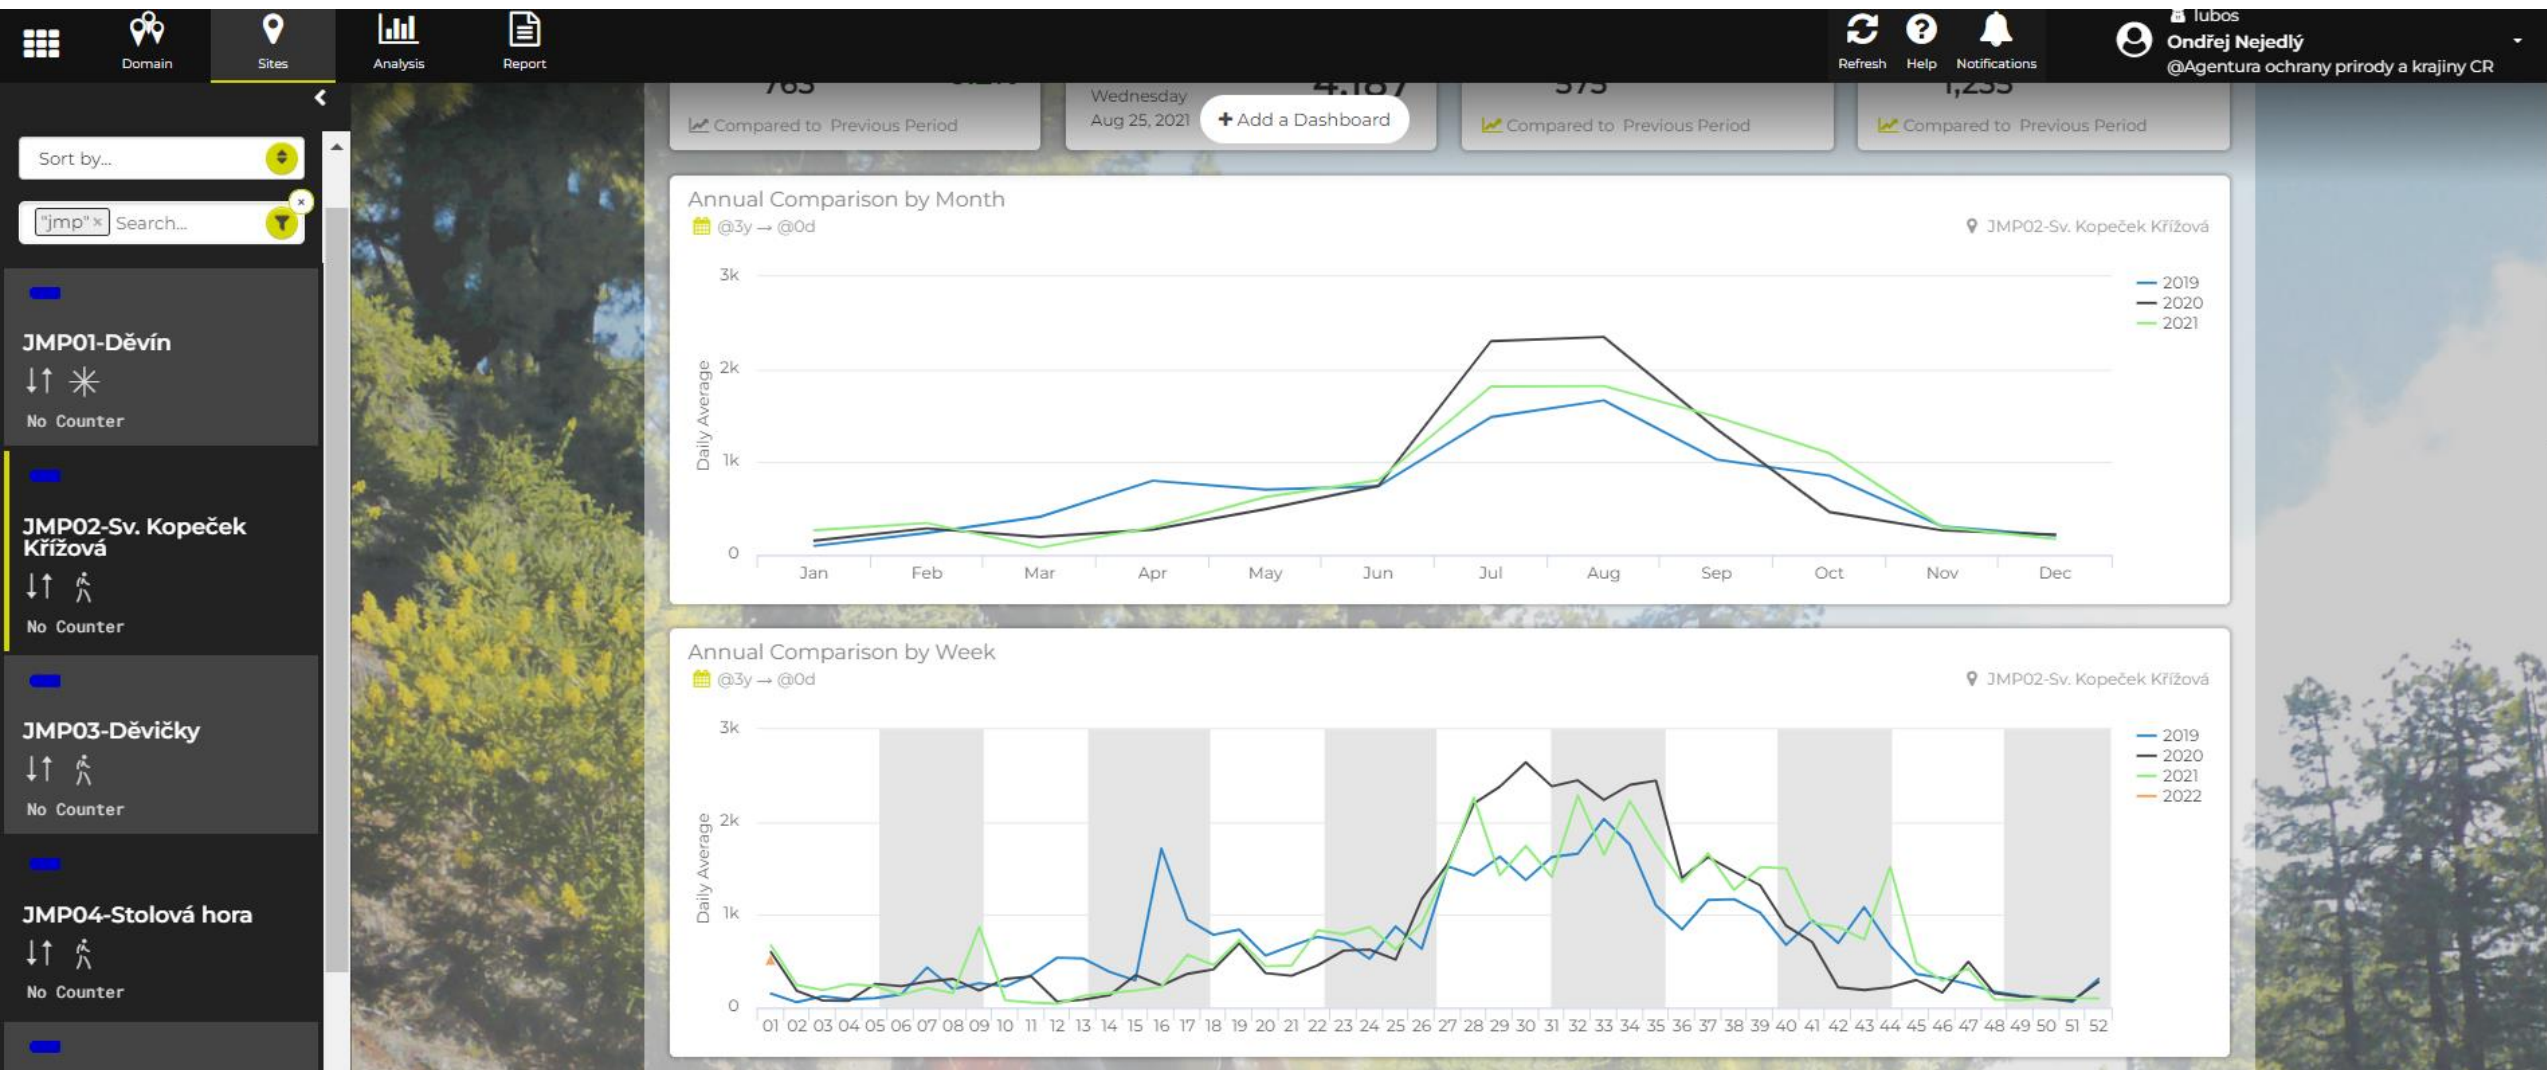 Domain
Sites
Analysis
Report
Refresh
Help
Notifications
lubos
Ondřej Nejedlý
@Agentura ochrany prirody a krajiny CR
Sort by...
"jmp" × Search...
JMP01-Děvín
No Counter
JMP02-Sv. Kopeček
Křížová
No Counter
JMP03-Děvičky
No Counter
JMP04-Stolová hora
No Counter
Compared to Previous Period
Wednesday
Aug 25, 2021
4.187
+ Add a Dashboard
Compared to Previous Period
Compared to Previous Period
Annual Comparison by Month
@3y → @0d
JMP02-Sv. Kopeček Křížová
3k
2k
1k
0
Daily Average
Jan Feb Mar Apr May Jun Jul Aug Sep Oct Nov Dec
2019
2020
2021
Annual Comparison by Week
@3y → @0d
JMP02-Sv. Kopeček Křížová
3k
2k
1k
0
Daily Average
01 02 03 04 05 06 07 08 09 10 11 12 13 14 15 16 17 18 19 20 21 22 23 24 25 26 27 28 29 30 31 32 33 34 35 36 37 38 39 40 41 42 43 44 45 46 47 48 49 50 51 52
2019
2020
2021
2022